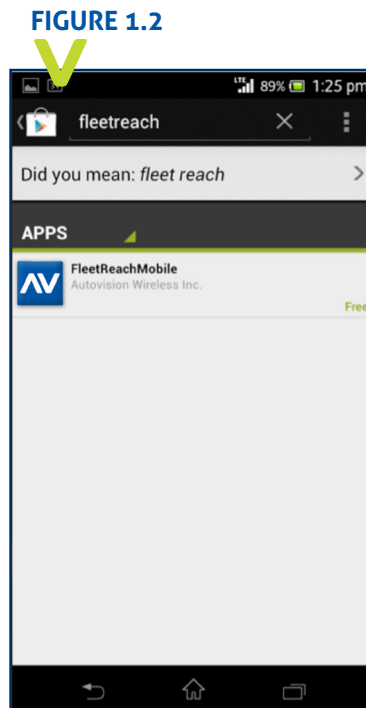 FIGURE 1.2
LTE 89% 1:25 pm
fleetreach
Did you mean: fleet reach
APPS
AV FleetReachMobile
Autovision Wireless Inc.
Free